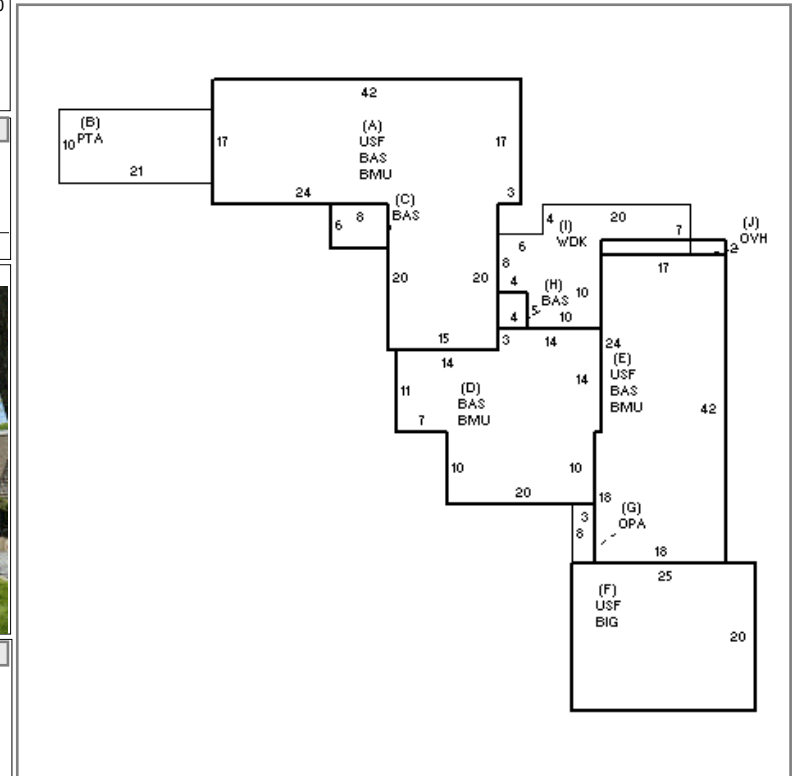 42
(A)
USF
BAS
BMU
17
17
(B)
PTA
10
21
24
3
(C)
BAS
8
6
4
20
7
(I)
WDK
(J)
OVH
2
6
8
17
20
20
4
(H)
BAS
10
4
5
10
15
3
14
14
24
(E)
USF
BAS
BMU
14
11
(D)
BAS
BMU
42
7
10
10
20
18
3
(G)
OPA
8
18
25
(F)
USF
BIG
20